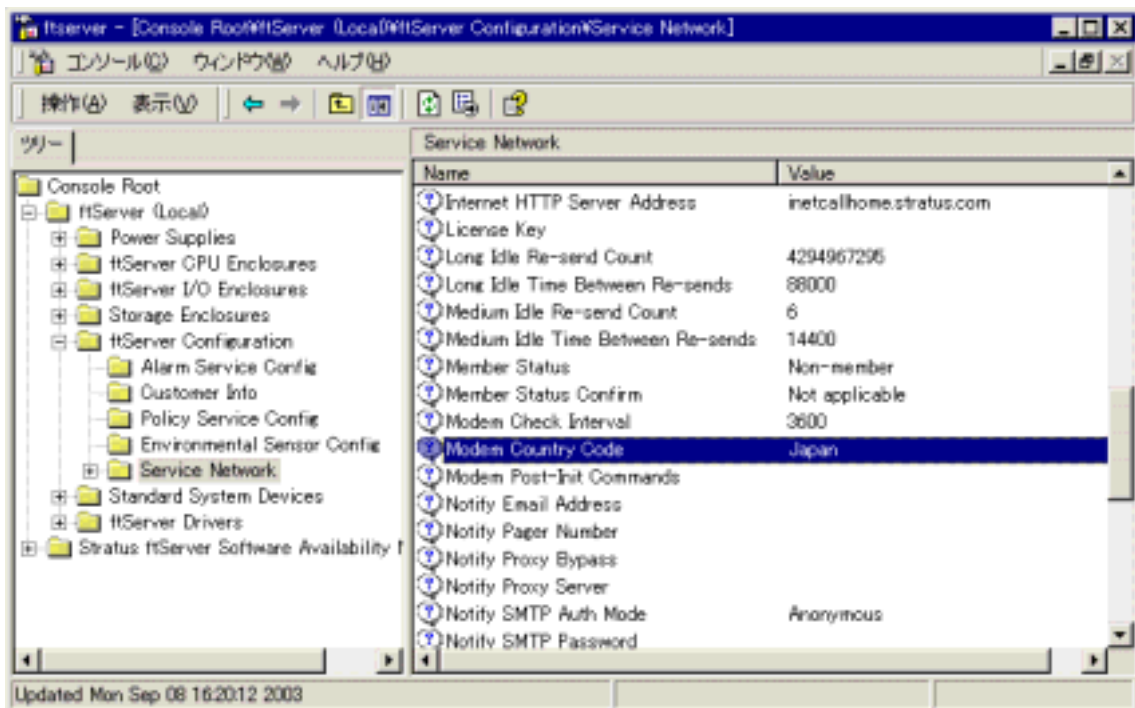 ftserver - [Console Root¥ftServer (Local)¥ftServer Configuration¥Service Network]
コンソール(C) ウィンドウ(W) ヘルプ(H)
操作(A) 表示(V)
ツリー
Console Root
ftServer (Local)
Power Supplies
ftServer CPU Enclosures
ftServer I/O Enclosures
Storage Enclosures
ftServer Configuration
Alarm Service Config
Customer Info
Policy Service Config
Environmental Sensor Config
Service Network
Standard System Devices
ftServer Drivers
Stratus ftServer Software Availability
Service Network
Name Value
Internet HTTP Server Address inetcallhome.stratus.com
License Key
Long Idle Re-send Count 4294967295
Long Idle Time Between Re-sends 88000
Medium Idle Re-send Count 6
Medium Idle Time Between Re-sends 14400
Member Status Non-member
Member Status Confirm Not applicable
Modem Check Interval 3600
Modem Country Code Japan
Modem Post-Init Commands
Notify Email Address
Notify Pager Number
Notify Proxy Bypass
Notify Proxy Server
Notify SMTP Auth Mode Anonymous
Notify SMTP Password
Updated Mon Sep 08 16:20:12 2003